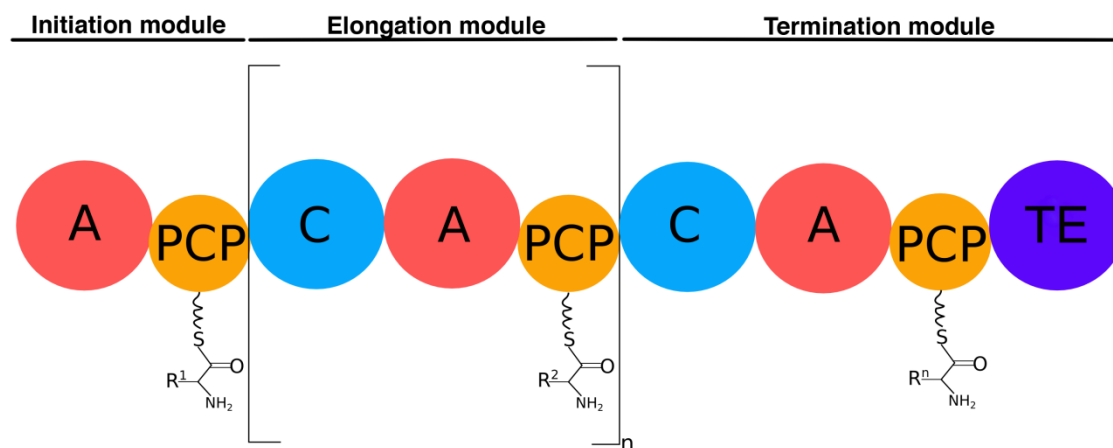 Initiation module Elongation module Termination module
A PCP C A PCP C A PCP TE
S S S
O O O
R1 R2 Rn
NH2 NH2 NH2
n